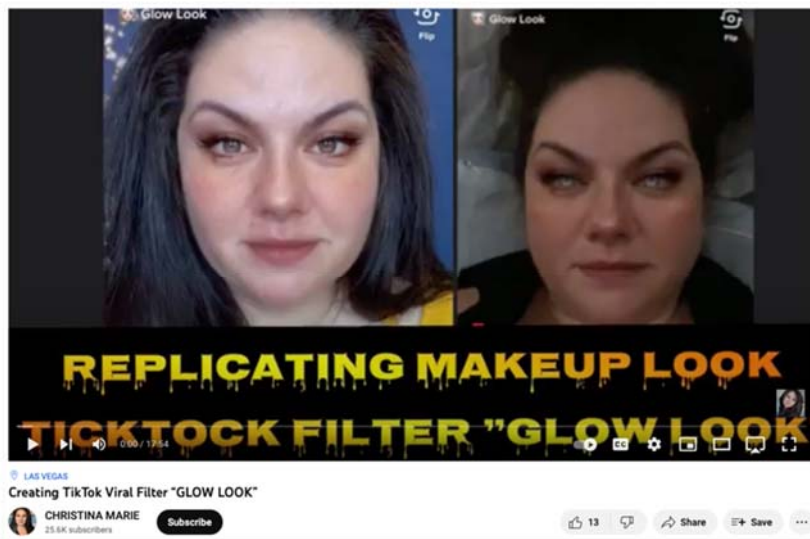 Glow Look
Flip
Glow Look
Flip
REPLICATING MAKEUP LOOK
TICKTOCK FILTER "GLOW LOOK
0:00 / 17:54
CC
LAS VEGAS
Creating TikTok Viral Filter “GLOW LOOK”
CHRISTINA MARIE
25.6K subscribers
Subscribe
13
Share
Save